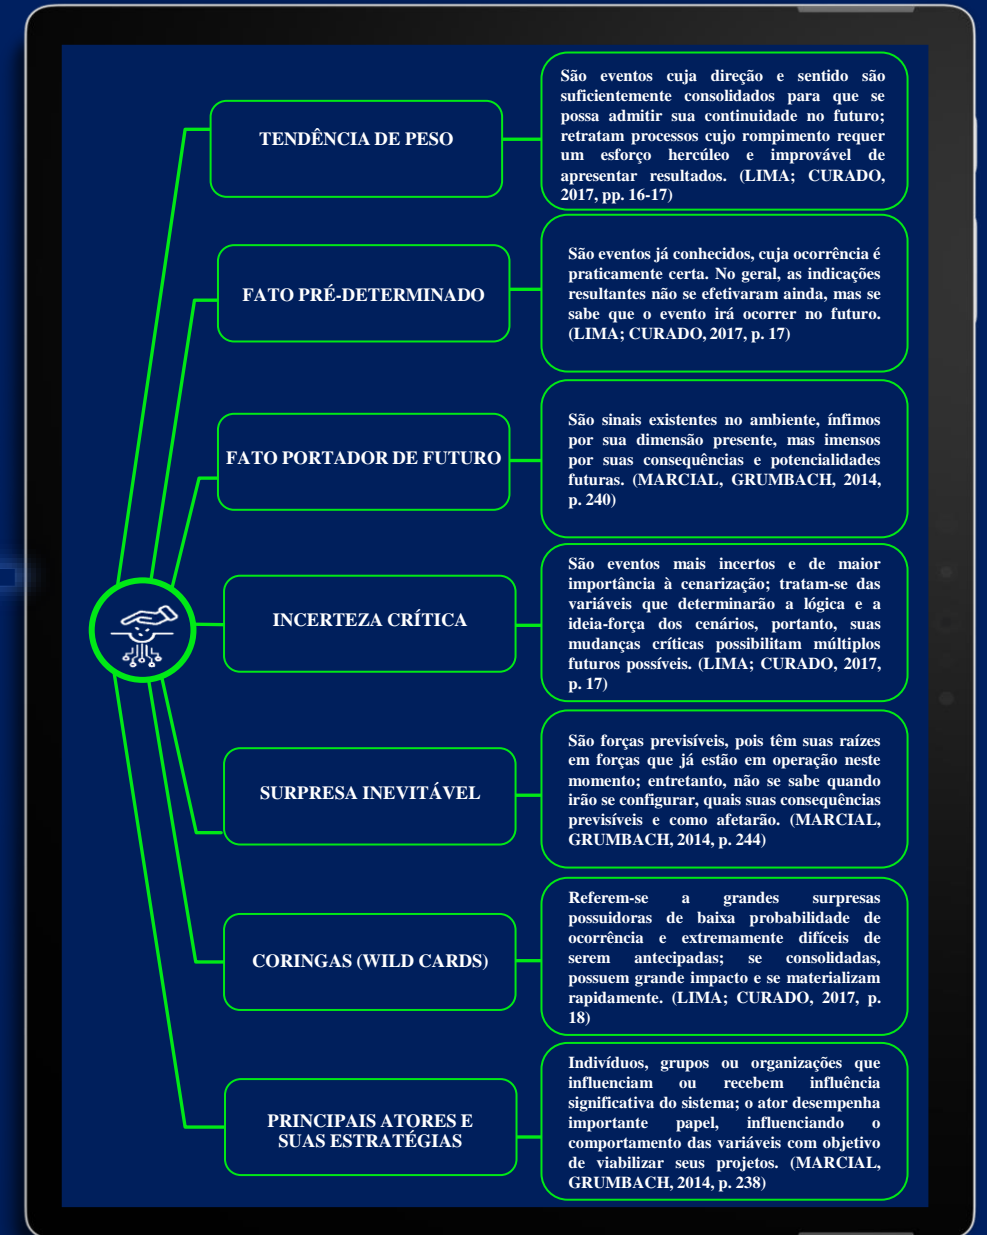 TENDÊNCIA DE PESO
São eventos cuja direção e sentido são
suficientemente consolidados para que se
possa admitir sua continuidade no futuro;
retratam processos cujo rompimento requer
um esforço hercúleo e improvável de
apresentar resultados. (LIMA; CURADO,
2017, pp. 16-17)
FATO PRÉ-DETERMINADO
São eventos já conhecidos, cuja ocorrência é
praticamente certa. No geral, as indicações
resultantes não se efetivaram ainda, mas se
sabe que o evento irá ocorrer no futuro.
(LIMA; CURADO, 2017, p. 17)
FATO PORTADOR DE FUTURO
São sinais existentes no ambiente, ínfimos
por sua dimensão presente, mas imensos
por suas consequências e potencialidades
futuras. (MARCIAL, GRUMBACH, 2014,
p. 240)
INCERTEZA CRÍTICA
São eventos mais incertos e de maior
importância à cenarização; tratam-se das
variáveis que determinarão a lógica e a
ideia-força dos cenários, portanto, suas
mudanças críticas possibilitam múltiplos
futuros possíveis. (LIMA; CURADO, 2017,
p. 17)
SURPRESA INEVITÁVEL
São forças previsíveis, pois têm suas raízes
em forças que já estão em operação neste
momento; entretanto, não se sabe quando
irão se configurar, quais suas consequências
previsíveis e como afetarão. (MARCIAL,
GRUMBACH, 2014, p. 244)
CORINGAS (WILD CARDS)
Referem-se a grandes surpresas
possuidoras de baixa probabilidade de
ocorrência e extremamente difíceis de
serem antecipadas; se consolidadas,
possuem grande impacto e se materializam
rapidamente. (LIMA; CURADO, 2017, p.
18)
PRINCIPAIS ATORES E
SUAS ESTRATÉGIAS
Indivíduos, grupos ou organizações que
influenciam ou recebem influência
significativa do sistema; o ator desempenha
importante papel, influenciando o
comportamento das variáveis com objetivo
de viabilizar seus projetos. (MARCIAL,
GRUMBACH, 2014, p. 238)